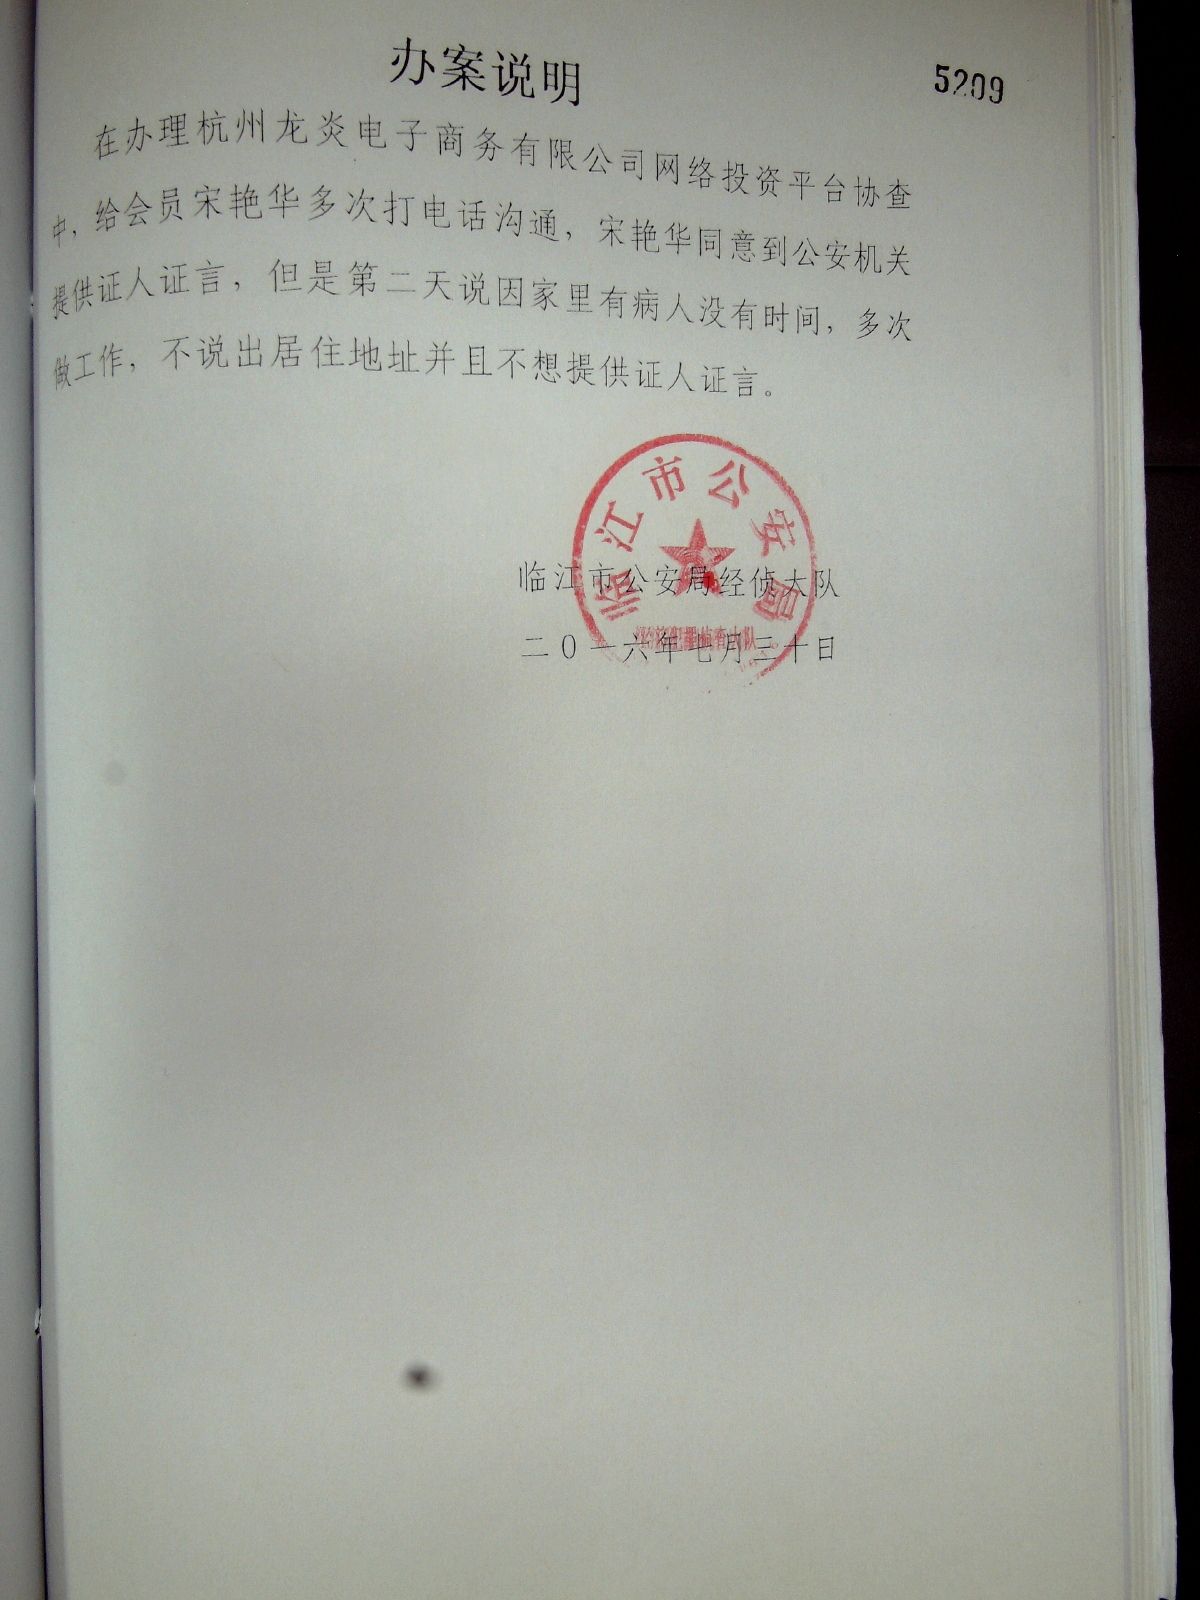 办案说明
5209
在办理杭州龙炎电子商务有限公司网络投资平台协查
中，给会员宋艳华多次打电话沟通，宋艳华同意到公安机关
提供证人证言，但是第二天说因家里有病人没有时间，多次
做工作，不说出居住地址并且不想提供证人证言。
临江市公安局
临江市公安局经侦大队
二0一六年七月三十日